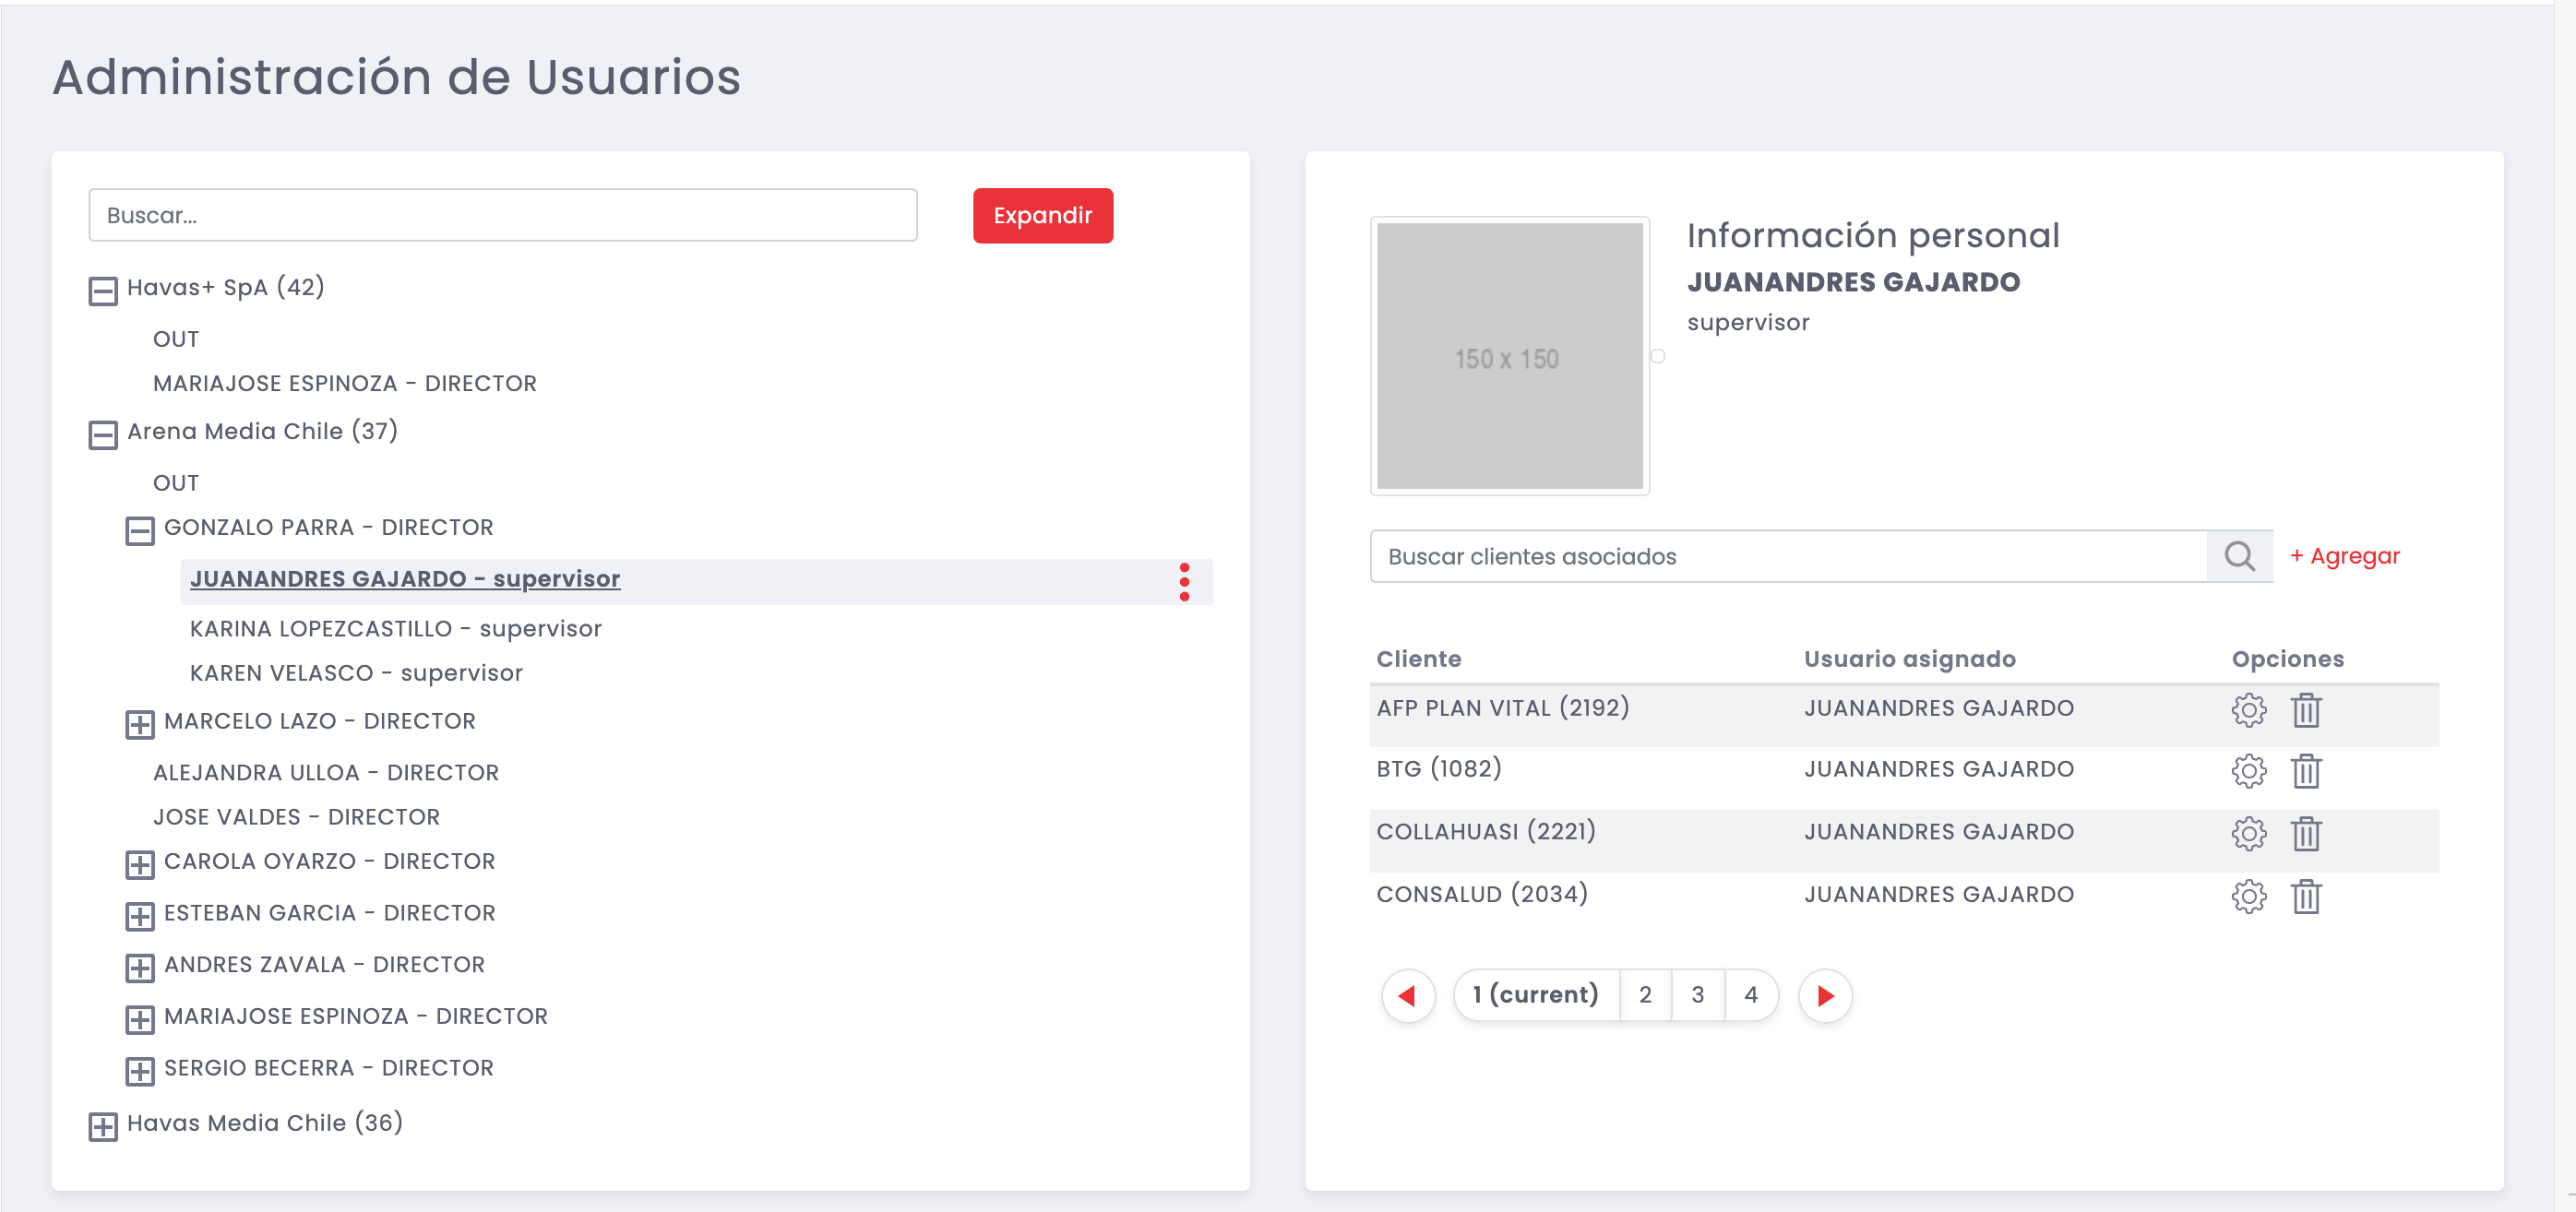 Administración de Usuarios
Buscar...
Expandir
Havas+ SpA (42)
OUT
MARIAJOSE ESPINOZA - DIRECTOR
Arena Media Chile (37)
OUT
GONZALO PARRA - DIRECTOR
JUANANDRES GAJARDO - supervisor
KARINA LOPEZCASTILLO - supervisor
KAREN VELASCO - supervisor
MARCELO LAZO - DIRECTOR
ALEJANDRA ULLOA - DIRECTOR
JOSE VALDES - DIRECTOR
CAROLA OYARZO - DIRECTOR
ESTEBAN GARCIA - DIRECTOR
ANDRES ZAVALA - DIRECTOR
MARIAJOSE ESPINOZA - DIRECTOR
SERGIO BECERRA - DIRECTOR
Havas Media Chile (36)
150 x 150
Información personal
JUANANDRES GAJARDO
supervisor
Buscar clientes asociados
+ Agregar
Cliente Usuario asignado Opciones
AFP PLAN VITAL (2192) JUANANDRES GAJARDO
BTG (1082) JUANANDRES GAJARDO
COLLAHUASI (2221) JUANANDRES GAJARDO
CONSALUD (2034) JUANANDRES GAJARDO
1 (current) 2 3 4